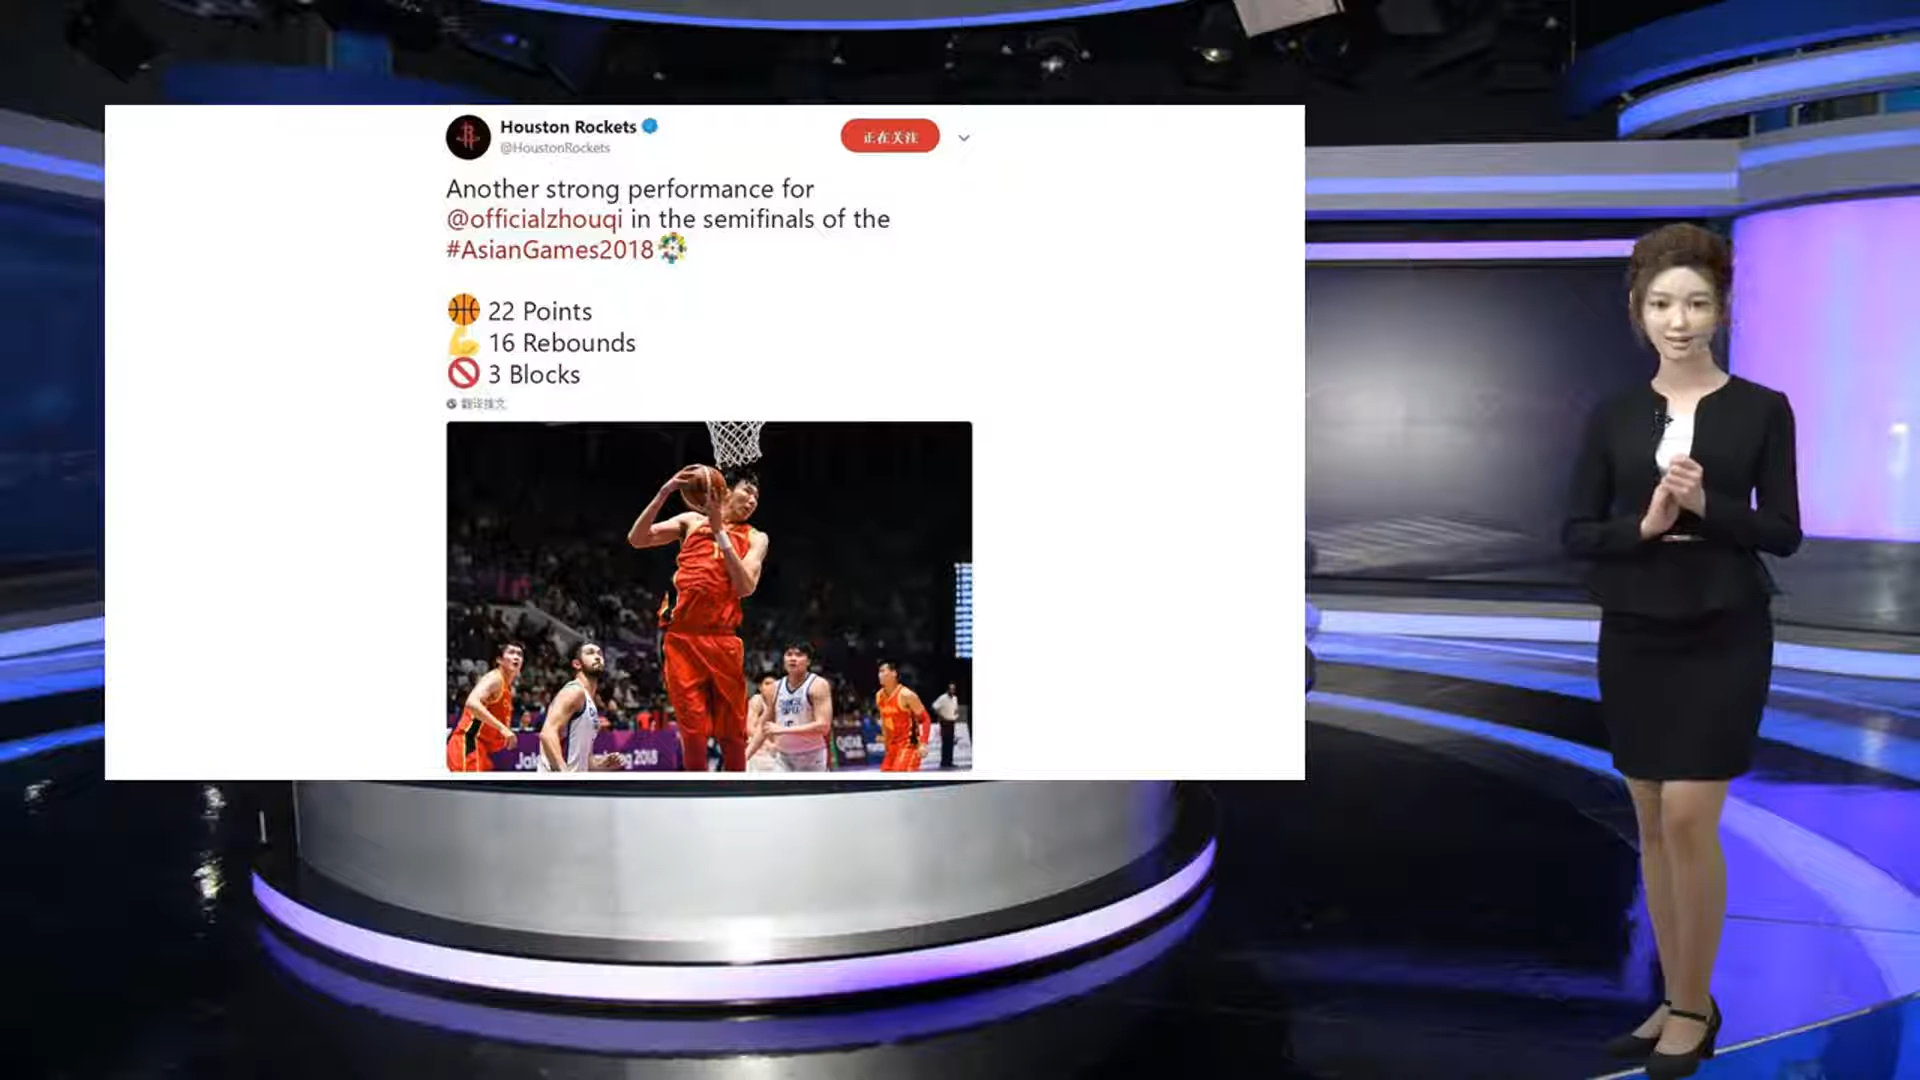 Houston Rockets
@HoustonRockets
正在关注
Another strong performance for
@officialzhouqi in the semifinals of the
#AsianGames2018
22 Points
16 Rebounds
3 Blocks
翻译推文
2018